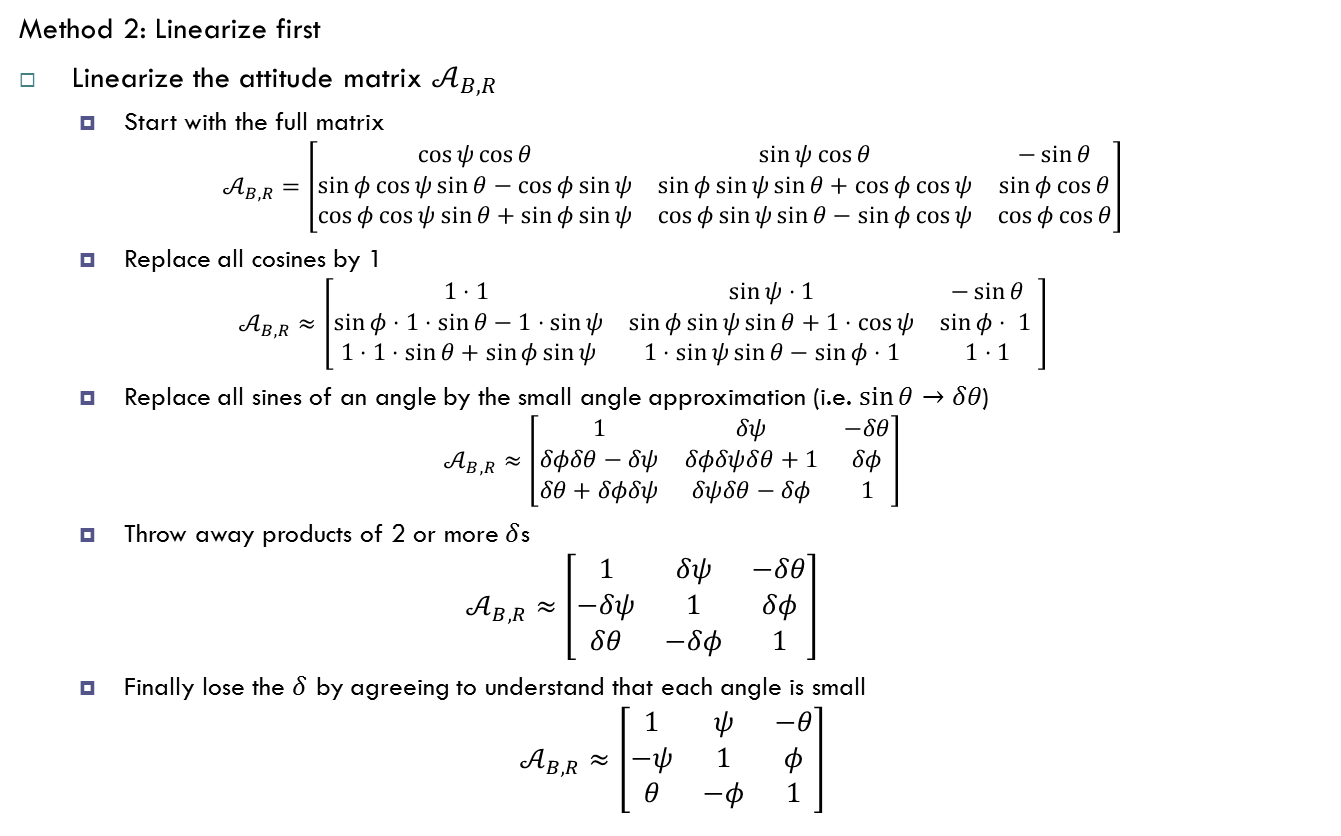 Method 2: Linearize first
Linearize the attitude matrix 𝒜_{B,R}
Start with the full matrix
𝒜_{B,R} = [
cos ψ cos θ    sin ψ cos θ    − sin θ
sin ϕ cos ψ sin θ − cos ϕ sin ψ    sin ϕ sin ψ sin θ + cos ϕ cos ψ    sin ϕ cos θ
cos ϕ cos ψ sin θ + sin ϕ sin ψ    cos ϕ sin ψ sin θ − sin ϕ cos ψ    cos ϕ cos θ
]
Replace all cosines by 1
𝒜_{B,R} ≈ [
1 · 1    sin ψ · 1    − sin θ
sin ϕ · 1 · sin θ − 1 · sin ψ    sin ϕ sin ψ sin θ + 1 · cos ψ    sin ϕ · 1
1 · 1 · sin θ + sin ϕ sin ψ    1 · sin ψ sin θ − sin ϕ · 1    1 · 1
]
Replace all sines of an angle by the small angle approximation (i.e. sin θ → δθ)
𝒜_{B,R} ≈ [
1    δψ    −δθ
δϕδθ − δψ    δϕδψδθ + 1    δϕ
δθ + δϕδψ    δψδθ − δϕ    1
]
Throw away products of 2 or more δs
𝒜_{B,R} ≈ [
1    δψ    −δθ
−δψ    1    δϕ
δθ    −δϕ    1
]
Finally lose the δ by agreeing to understand that each angle is small
𝒜_{B,R} ≈ [
1    ψ    −θ
−ψ    1    ϕ
θ    −ϕ    1
]